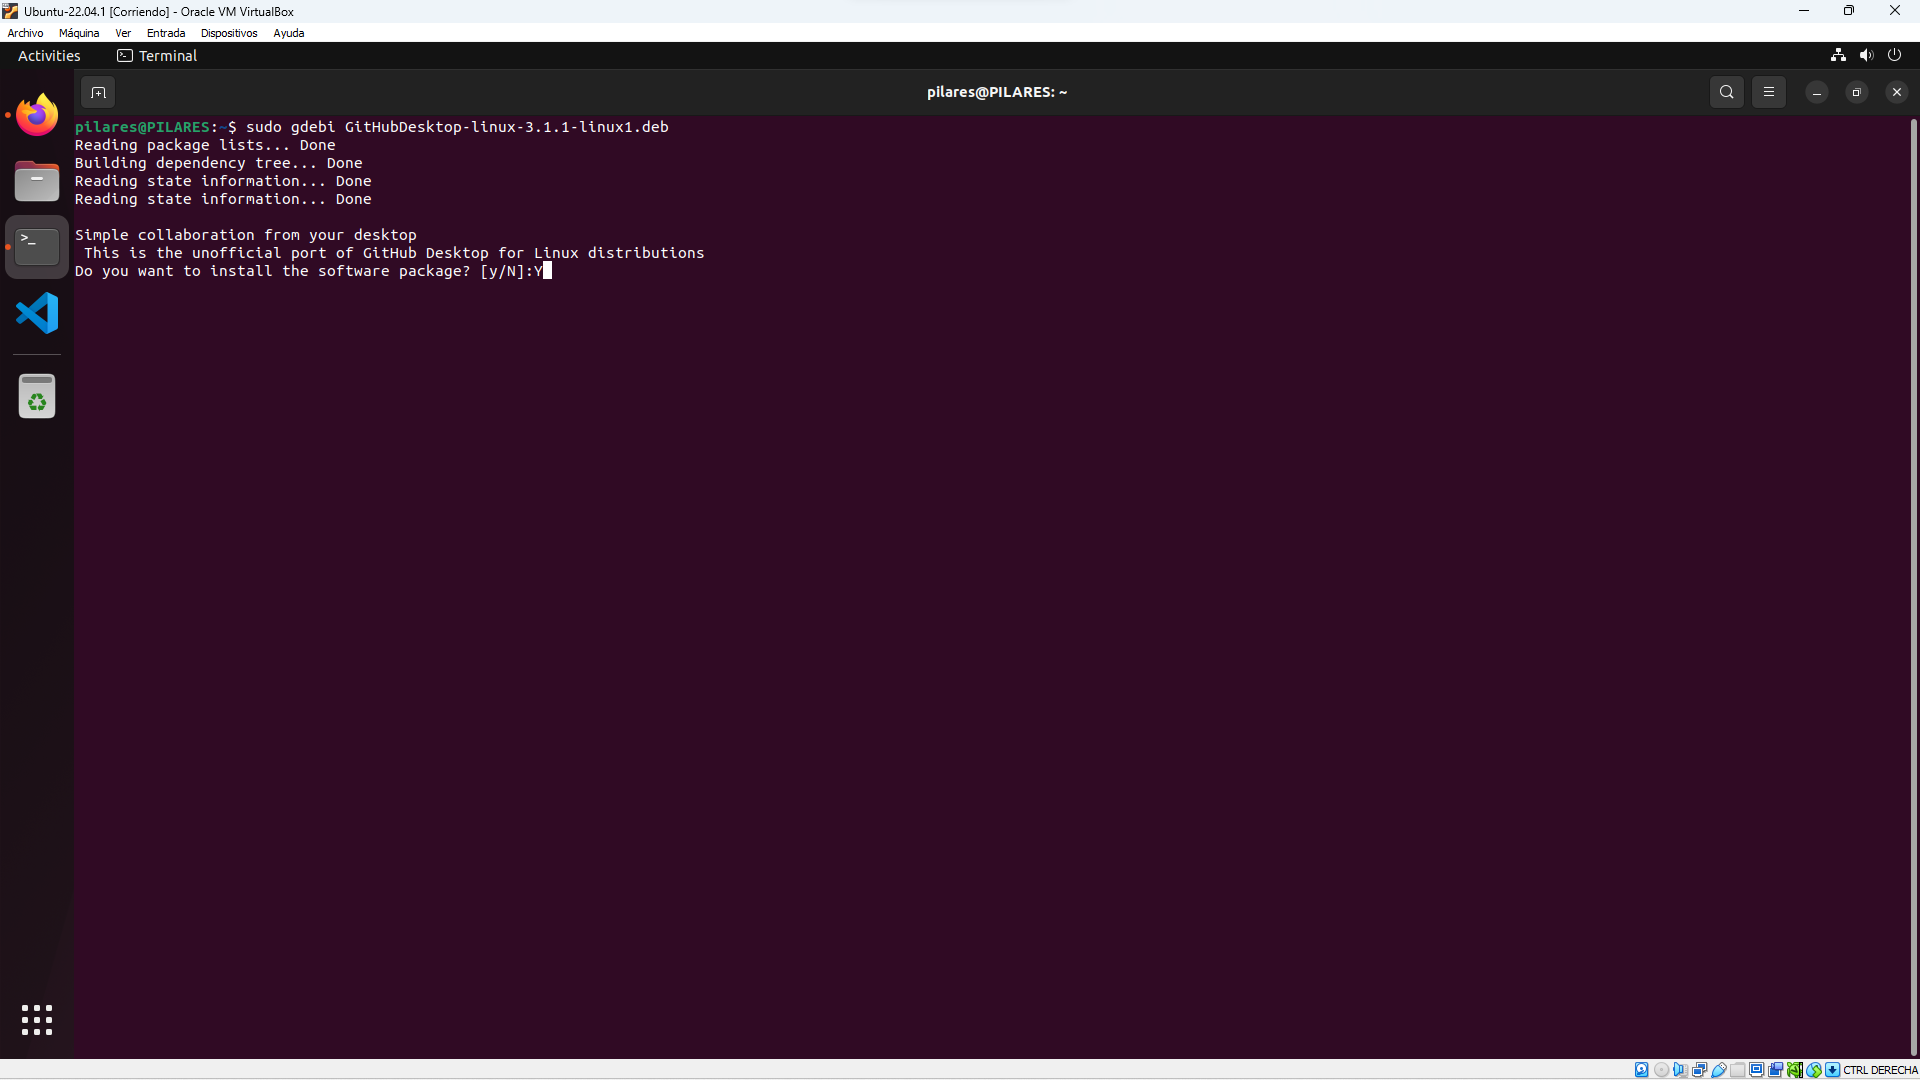 Ubuntu-22.04.1 [Corriendo] - Oracle VM VirtualBox
Archivo Máquina Ver Entrada Dispositivos Ayuda
Activities Terminal
pilares@PILARES: ~
pilares@PILARES:~$ sudo gdebi GitHubDesktop-linux-3.1.1-linux1.deb
Reading package lists... Done
Building dependency tree... Done
Reading state information... Done
Reading state information... Done
Simple collaboration from your desktop
This is the unofficial port of GitHub Desktop for Linux distributions
Do you want to install the software package? [y/N]:Y
CTRL DERECHA